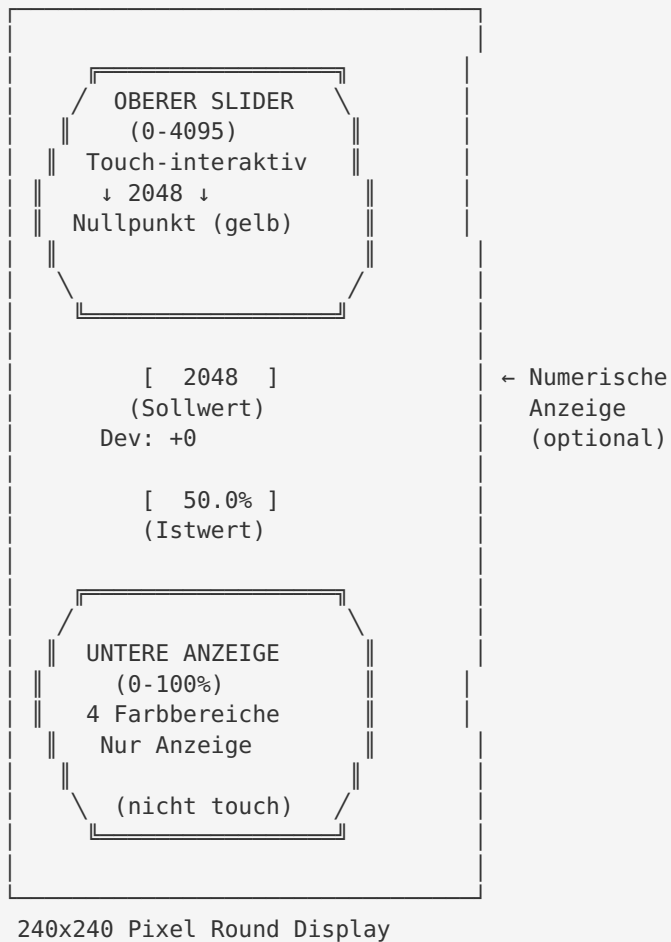 OBERER SLIDER
(0-4095)
Touch-interaktiv
↓ 2048 ↓
Nullpunkt (gelb)
[ 2048 ] ← Numerische
(Sollwert) Anzeige
Dev: +0 (optional)
[ 50.0% ]
(Istwert)
UNTERE ANZEIGE
(0-100%)
4 Farbbereiche
Nur Anzeige
(nicht touch)
240x240 Pixel Round Display